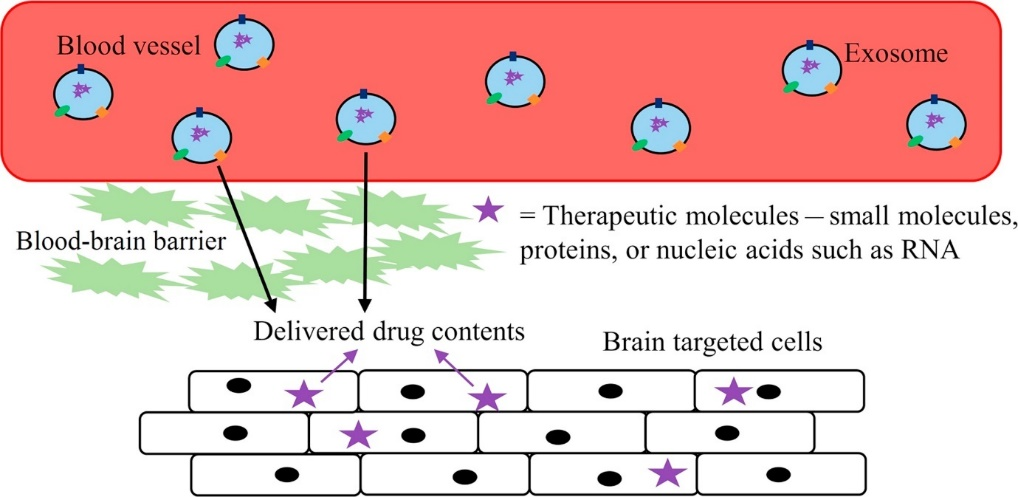 Blood vessel
Exosome
= Therapeutic molecules – small molecules,
proteins, or nucleic acids such as RNA
Blood-brain barrier
Delivered drug contents
Brain targeted cells